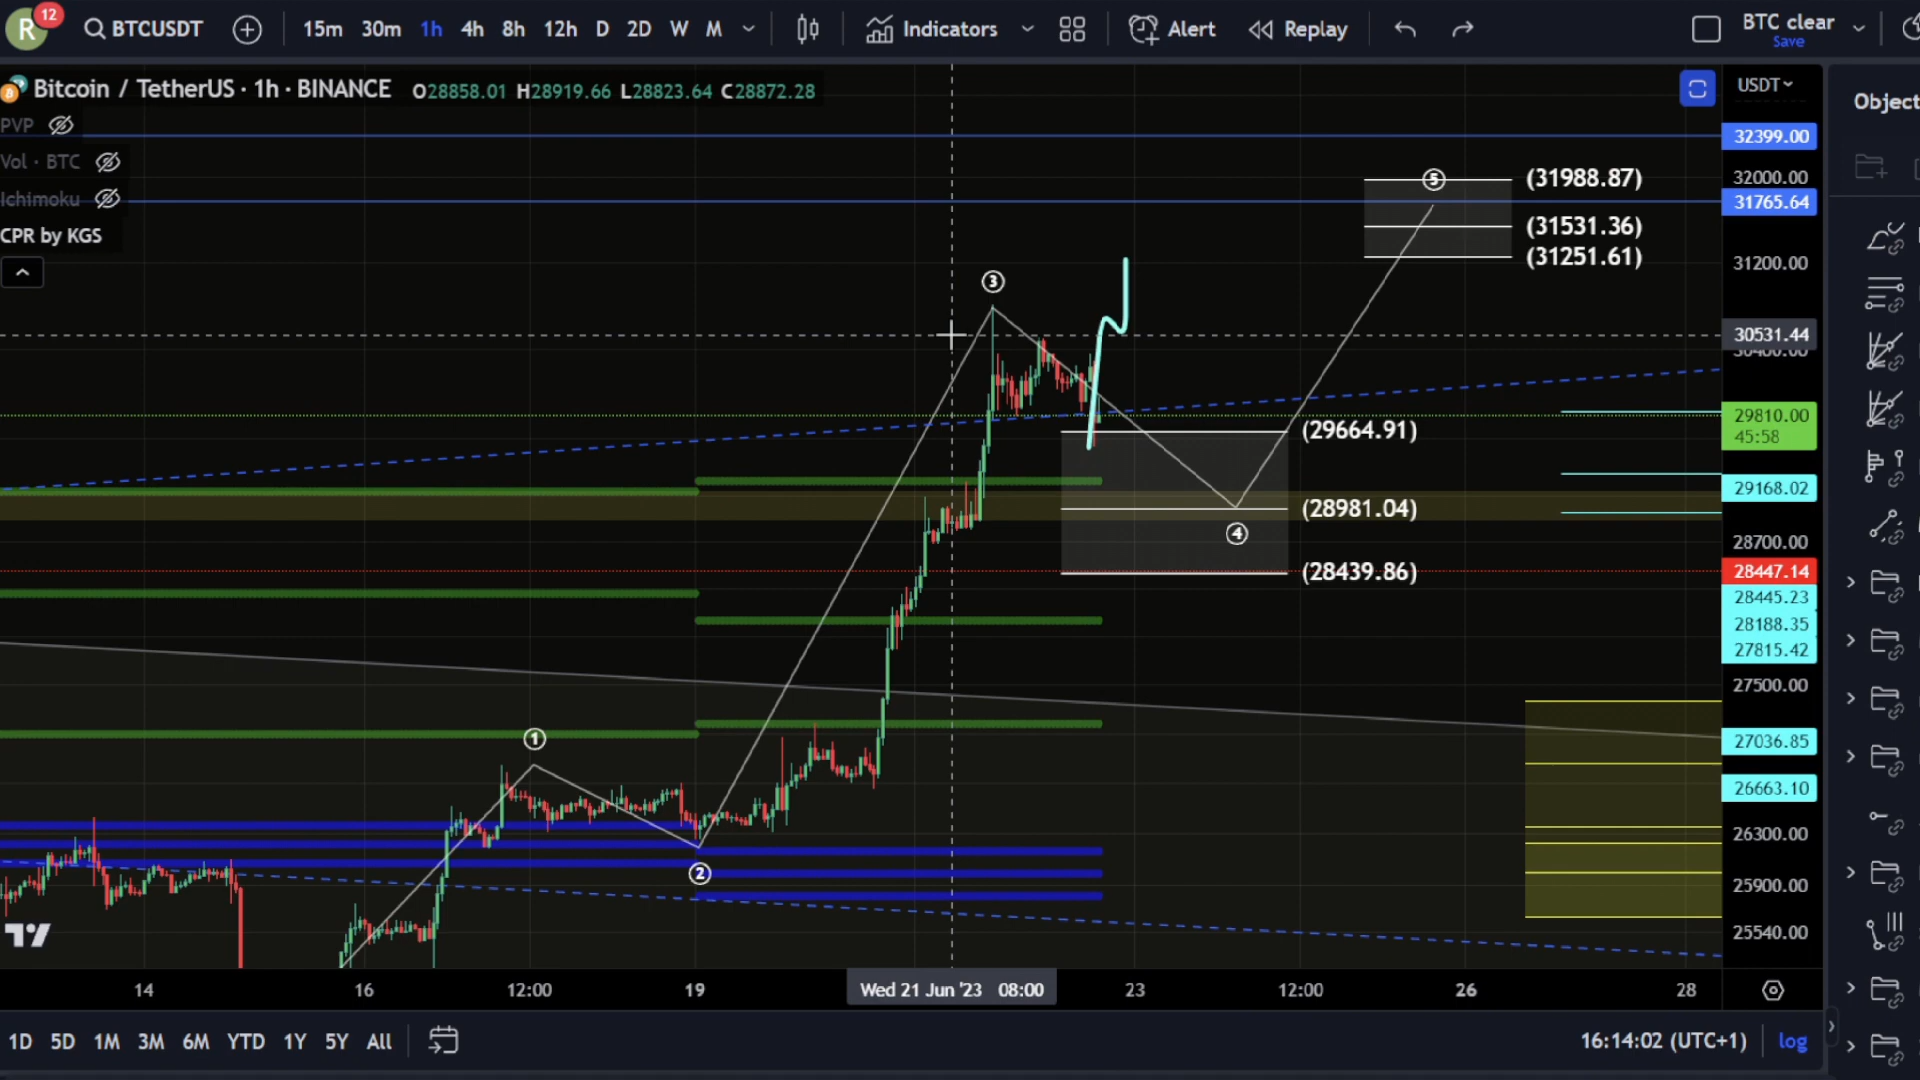 R 12 BTCUSDT 15m 30m 1h 4h 8h 12h D 2D W M Indicators Alert Replay BTC clear
Save
Bitcoin / TetherUS · 1h · BINANCE O28858.01 H28919.66 L28823.64 C28872.28 USDT
Object
PVP
32399.00
Vol · BTC
5 (31988.87) 32000.00
Ichimoku 31765.64
(31531.36)
CPR by KGS
(31251.61) 31200.00
3
30531.44
30400.00
29810.00
45:58
(29664.91)
29168.02
(28981.04)
4
28700.00
(28439.86) 28447.14
28445.23
28188.35
27815.42
27500.00
1
27036.85
26663.10
26300.00
2
25900.00
25540.00
14 16 12:00 19 Wed 21 Jun '23 08:00 23 12:00 26 28
1D 5D 1M 3M 6M YTD 1Y 5Y All 16:14:02 (UTC+1) log